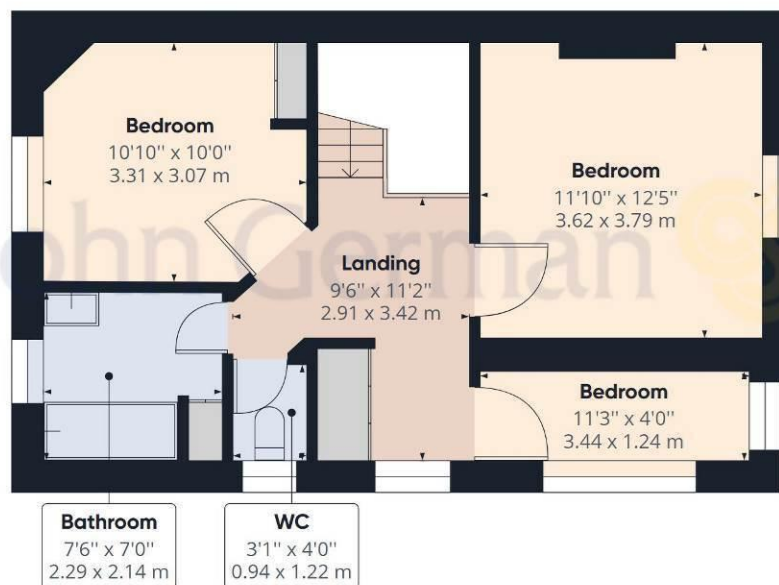 Bedroom
10'10" x 10'0"
3.31 x 3.07 m
Bedroom
11'10" x 12'5"
3.62 x 3.79 m
John German
Landing
9'6" x 11'2"
2.91 x 3.42 m
Bedroom
11'3" x 4'0"
3.44 x 1.24 m
Bathroom
7'6" x 7'0"
2.29 x 2.14 m
WC
3'1" x 4'0"
0.94 x 1.22 m